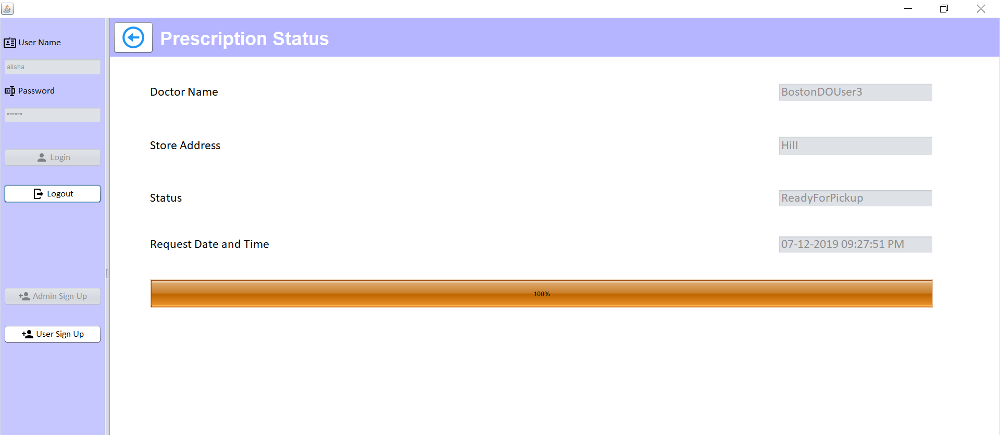 User Name
alisha
Password
******
Login
Logout
Admin Sign Up
User Sign Up
Prescription Status
Doctor Name
BostonDOUser3
Store Address
Hill
Status
ReadyForPickup
Request Date and Time
07-12-2019 09:27:51 PM
100%